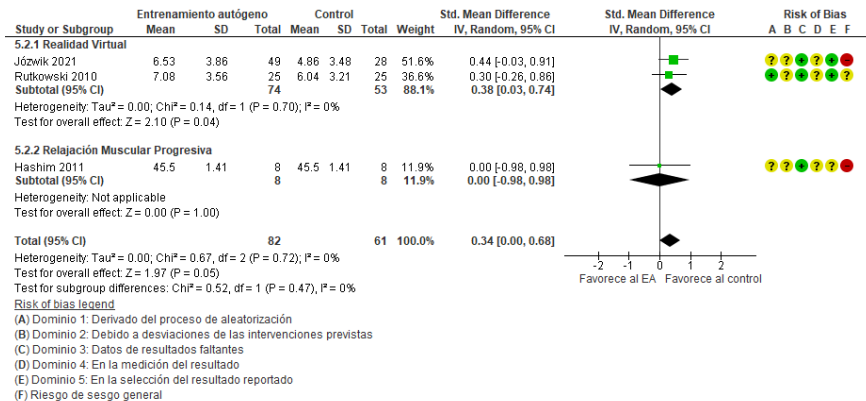 Entrenamiento autógeno Control Std. Mean Difference Std. Mean Difference Risk of Bias
Study or Subgroup Mean SD Total Mean SD Total Weight IV, Random, 95% CI IV, Random, 95% CI A B C D E F
5.2.1 Realidad Virtual
Józwik 2021 6.53 3.86 49 4.86 3.48 28 51.6% 0.44 [-0.03, 0.91] ? ? + ? + −
Rutkowski 2010 7.08 3.56 25 6.04 3.21 25 36.6% 0.30 [-0.26, 0.86] + ? + ? + ?
Subtotal (95% CI) 74 53 88.1% 0.38 [0.03, 0.74]
Heterogeneity: Tau² = 0.00; Chi² = 0.14, df = 1 (P = 0.70); I² = 0%
Test for overall effect: Z = 2.10 (P = 0.04)
5.2.2 Relajación Muscular Progresiva
Hashim 2011 45.5 1.41 8 45.5 1.41 8 11.9% 0.00 [-0.98, 0.98] ? ? + ? ? −
Subtotal (95% CI) 8 8 11.9% 0.00 [-0.98, 0.98]
Heterogeneity: Not applicable
Test for overall effect: Z = 0.00 (P = 1.00)
Total (95% CI) 82 61 100.0% 0.34 [0.00, 0.68]
Heterogeneity: Tau² = 0.00; Chi² = 0.67, df = 2 (P = 0.72); I² = 0%
Test for overall effect: Z = 1.97 (P = 0.05)
Test for subgroup differences: Chi² = 0.52, df = 1 (P = 0.47), I² = 0%
-2 -1 0 1 2
Favorece al EA Favorece al control
Risk of bias legend
(A) Dominio 1: Derivado del proceso de aleatorización
(B) Dominio 2: Debido a desviaciones de las intervenciones previstas
(C) Dominio 3: Datos de resultados faltantes
(D) Dominio 4: En la medición del resultado
(E) Dominio 5: En la selección del resultado reportado
(F) Riesgo de sesgo general